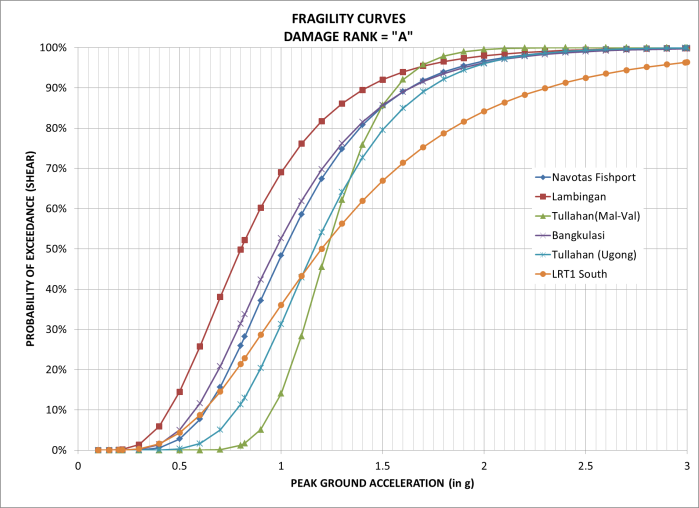 FRAGILITY CURVES
DAMAGE RANK = "A"
100%
90%
80%
70%
60%
50%
40%
30%
20%
10%
0%
PROBABILITY OF EXCEEDANCE (SHEAR)
Navotas Fishport
Lambingan
Tullahan(Mal-Val)
Bangkulasi
Tullahan (Ugong)
LRT1 South
0 0.5 1 1.5 2 2.5 3
PEAK GROUND ACCELERATION (in g)